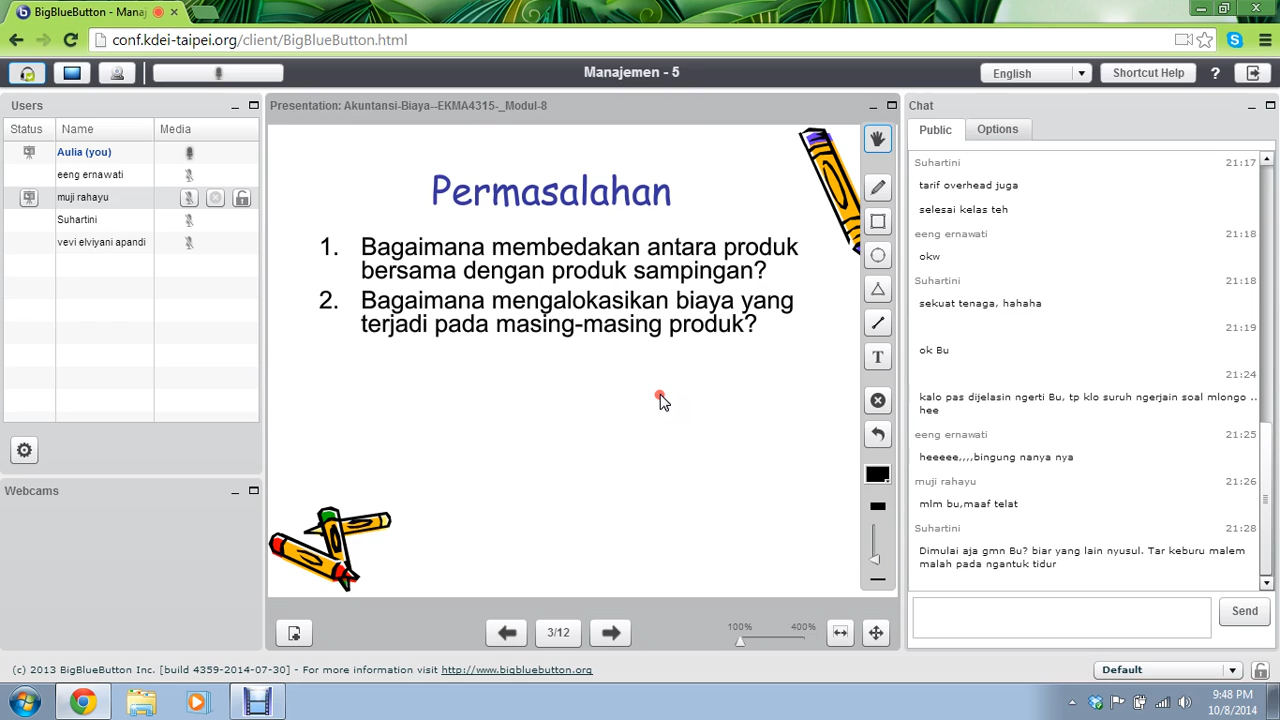 BigBlueButton - Manaj
conf.kdei-taipei.org/client/BigBlueButton.html
Manajemen - 5
English
Shortcut Help
?
Users
Status Name Media
Aulia (you)
eeng ernawati
muji rahayu
Suhartini
vevi elviyani apandi
Webcams
Presentation: Akuntansi-Biaya--EKMA4315-_Modul-8
Permasalahan
1. Bagaimana membedakan antara produk
bersama dengan produk sampingan?
2. Bagaimana mengalokasikan biaya yang
terjadi pada masing-masing produk?
T
3/12
100% 400%
Chat
Public Options
Suhartini 21:17
tarif overhead juga
selesai kelas teh
eeng ernawati 21:18
okw
Suhartini 21:18
sekuat tenaga, hahaha
21:19
ok Bu
21:24
kalo pas dijelasin ngerti Bu, tp klo suruh ngerjain soal mlongo ..
hee
eeng ernawati 21:25
heeeee,,,,bingung nanya nya
muji rahayu 21:26
mlm bu,maaf telat
Suhartini 21:28
Dimulai aja gmn Bu? biar yang lain nyusul. Tar keburu malem
malah pada ngantuk tidur
Send
(c) 2013 BigBlueButton Inc. [build 4359-2014-07-30] - For more information visit http://www.bigbluebutton.org
Default
9:48 PM
10/8/2014